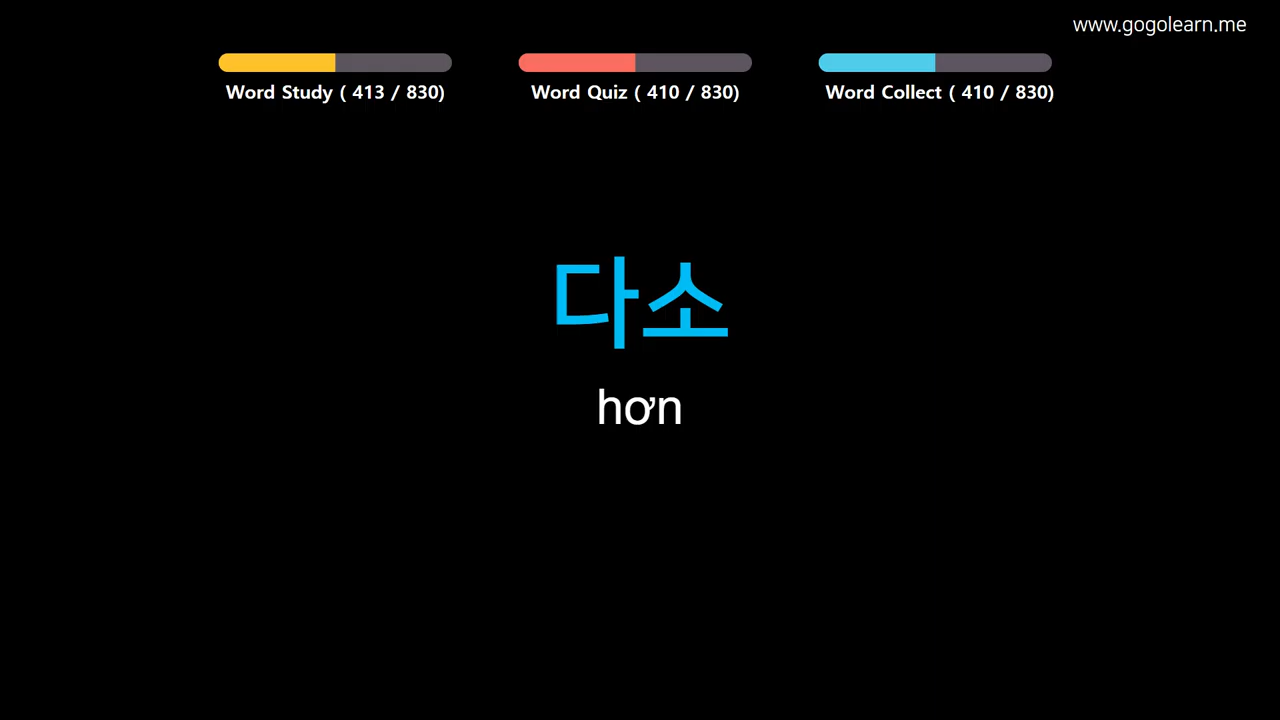 www.gogolearn.me
Word Study ( 413 / 830)
Word Quiz ( 410 / 830)
Word Collect ( 410 / 830)
다소
hơn